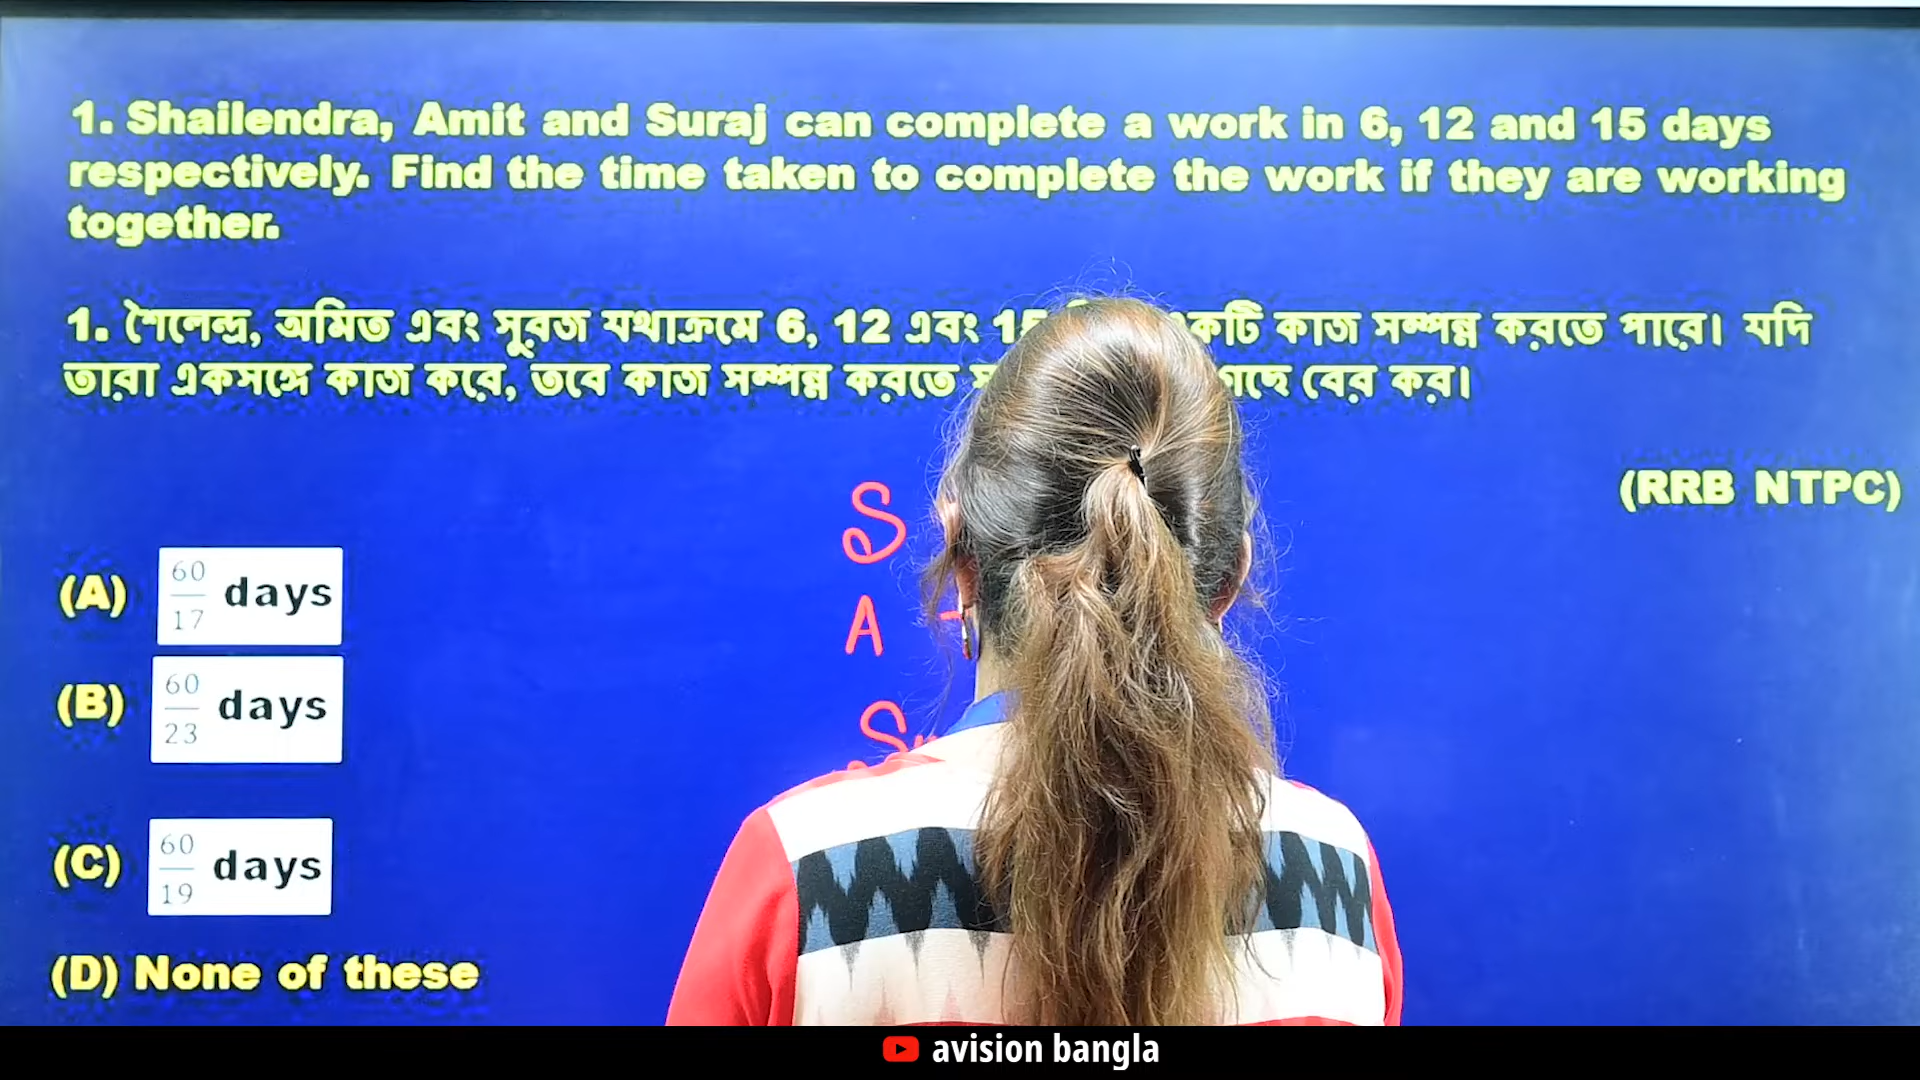 1. Shailendra, Amit and Suraj can complete a work in 6, 12 and 15 days
respectively. Find the time taken to complete the work if they are working
together.
1. শৈলেন্দ্র, অমিত এবং সুরজ যথাক্রমে 6, 12 এবং 15 একটি কাজ সম্পন্ন করতে পারে। যদি
তারা একসঙ্গে কাজ করে, তবে কাজ সম্পন্ন করতে বের কর।
(RRB NTPC)
S
A
(A) 60/17 days
(B) 60/23 days
(C) 60/19 days
(D) None of these
avision bangla